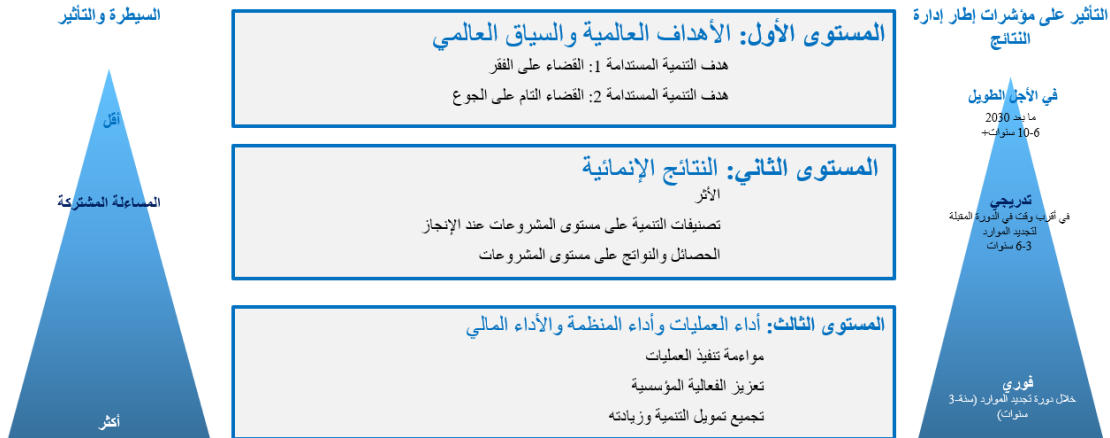 التأثير على مؤشرات إطار إدارة
النتائج
في الأجل الطويل
ما بعد 2030
6-10 سنوات+
تدريجي
في أقرب وقت في الدورة المقبلة
لتجديد الموارد
3-6 سنوات
فوري
خلال دورة تجديد الموارد (سنة-3
سنوات)
المستوى الأول: الأهداف العالمية والسياق العالمي
هدف التنمية المستدامة 1: القضاء على الفقر
هدف التنمية المستدامة 2: القضاء التام على الجوع
المستوى الثاني: النتائج الإنمائية
الأثر
تصنيفات التنمية على مستوى المشروعات عند الإنجاز
الحصائل والنواتج على مستوى المشروعات
المستوى الثالث: أداء العمليات وأداء المنظمة والأداء المالي
مواءمة تنفيذ العمليات
تعزيز الفعالية المؤسسية
تجميع تمويل التنمية وزيادته
السيطرة والتأثير
أقل
المساءلة المشتركة
أكثر